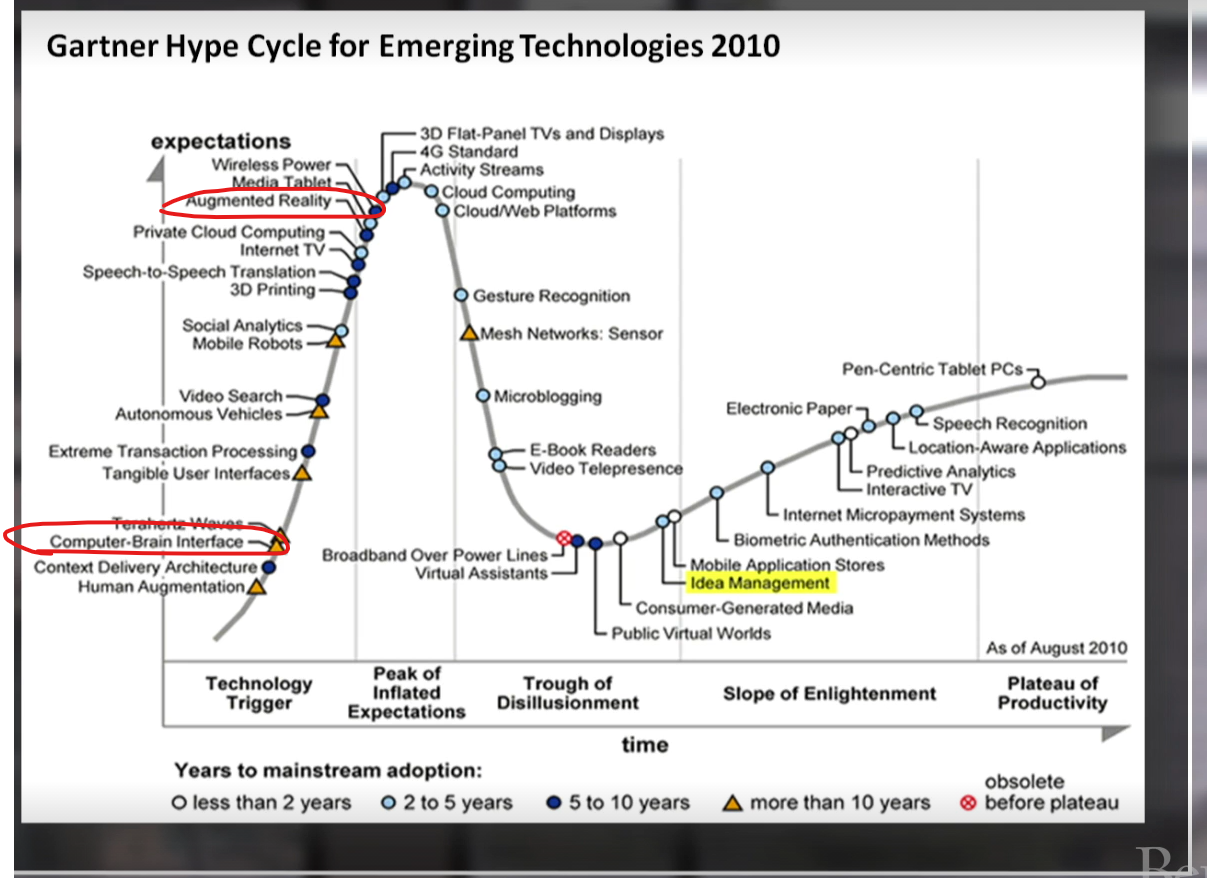 Gartner Hype Cycle for Emerging Technologies 2010
expectations
3D Flat-Panel TVs and Displays
4G Standard
Activity Streams
Wireless Power
Media Tablet
Augmented Reality
Cloud Computing
Cloud/Web Platforms
Private Cloud Computing
Internet TV
Speech-to-Speech Translation
3D Printing
Gesture Recognition
Social Analytics
Mobile Robots
Mesh Networks: Sensor
Video Search
Autonomous Vehicles
Microblogging
Extreme Transaction Processing
Tangible User Interfaces
E-Book Readers
Video Telepresence
Terahertz Waves
Computer-Brain Interface
Context Delivery Architecture
Human Augmentation
Broadband Over Power Lines
Virtual Assistants
Pen-Centric Tablet PCs
Electronic Paper
Speech Recognition
Location-Aware Applications
Predictive Analytics
Interactive TV
Internet Micropayment Systems
Biometric Authentication Methods
Mobile Application Stores
Idea Management
Consumer-Generated Media
Public Virtual Worlds
As of August 2010
Technology Trigger
Peak of Inflated Expectations
Trough of Disillusionment
Slope of Enlightenment
Plateau of Productivity
time
Years to mainstream adoption:
less than 2 years
2 to 5 years
5 to 10 years
more than 10 years
obsolete before plateau